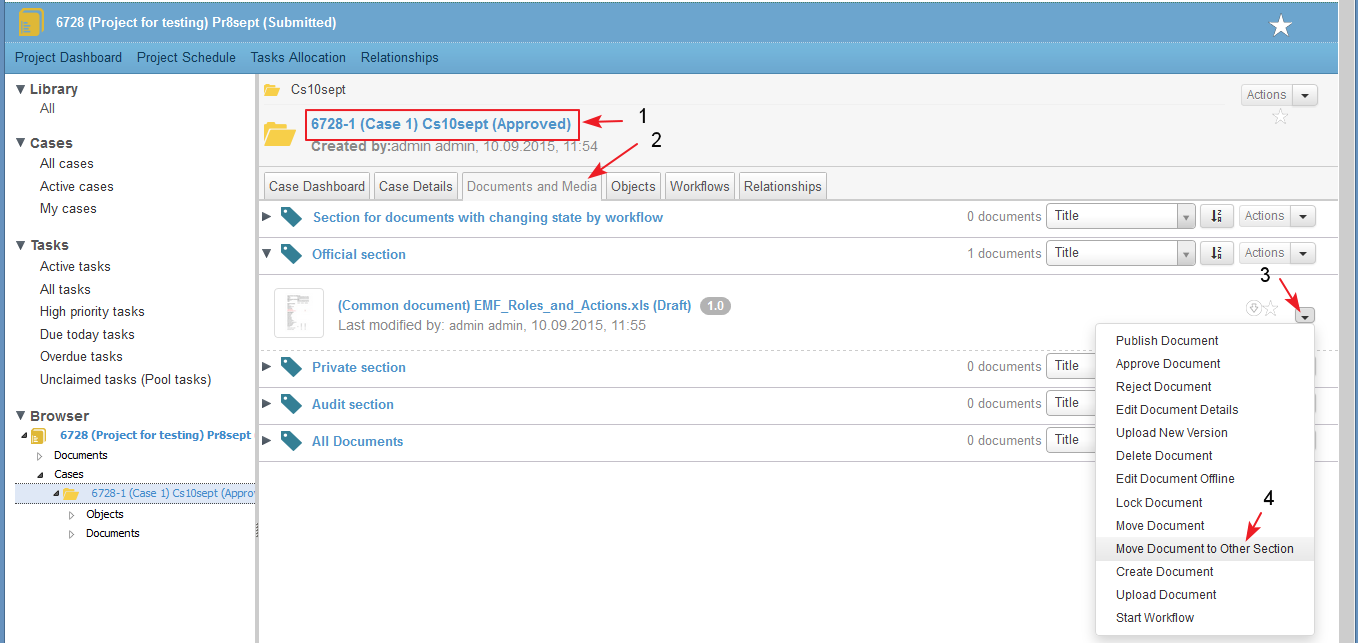 6728 (Project for testing) Pr8sept (Submitted)
Project Dashboard Project Schedule Tasks Allocation Relationships
Library
All
Cases
All cases
Active cases
My cases
Tasks
Active tasks
All tasks
High priority tasks
Due today tasks
Overdue tasks
Unclaimed tasks (Pool tasks)
Browser
6728 (Project for testing) Pr8sept
Documents
Cases
6728-1 (Case 1) Cs10sept (Appro
Objects
Documents
Cs10sept
Actions
6728-1 (Case 1) Cs10sept (Approved)
1
Created by:admin admin, 10.09.2015, 11:54
2
Case Dashboard Case Details Documents and Media Objects Workflows Relationships
Section for documents with changing state by workflow 0 documents Title Actions
Official section 1 documents Title Actions
3
(Common document) EMF_Roles_and_Actions.xls (Draft) 1.0
Last modified by: admin admin, 10.09.2015, 11:55
Private section 0 documents Title
Audit section 0 documents Title
All Documents 0 documents Title
Publish Document
Approve Document
Reject Document
Edit Document Details
Upload New Version
Delete Document
Edit Document Offline
Lock Document
4
Move Document
Move Document to Other Section
Create Document
Upload Document
Start Workflow